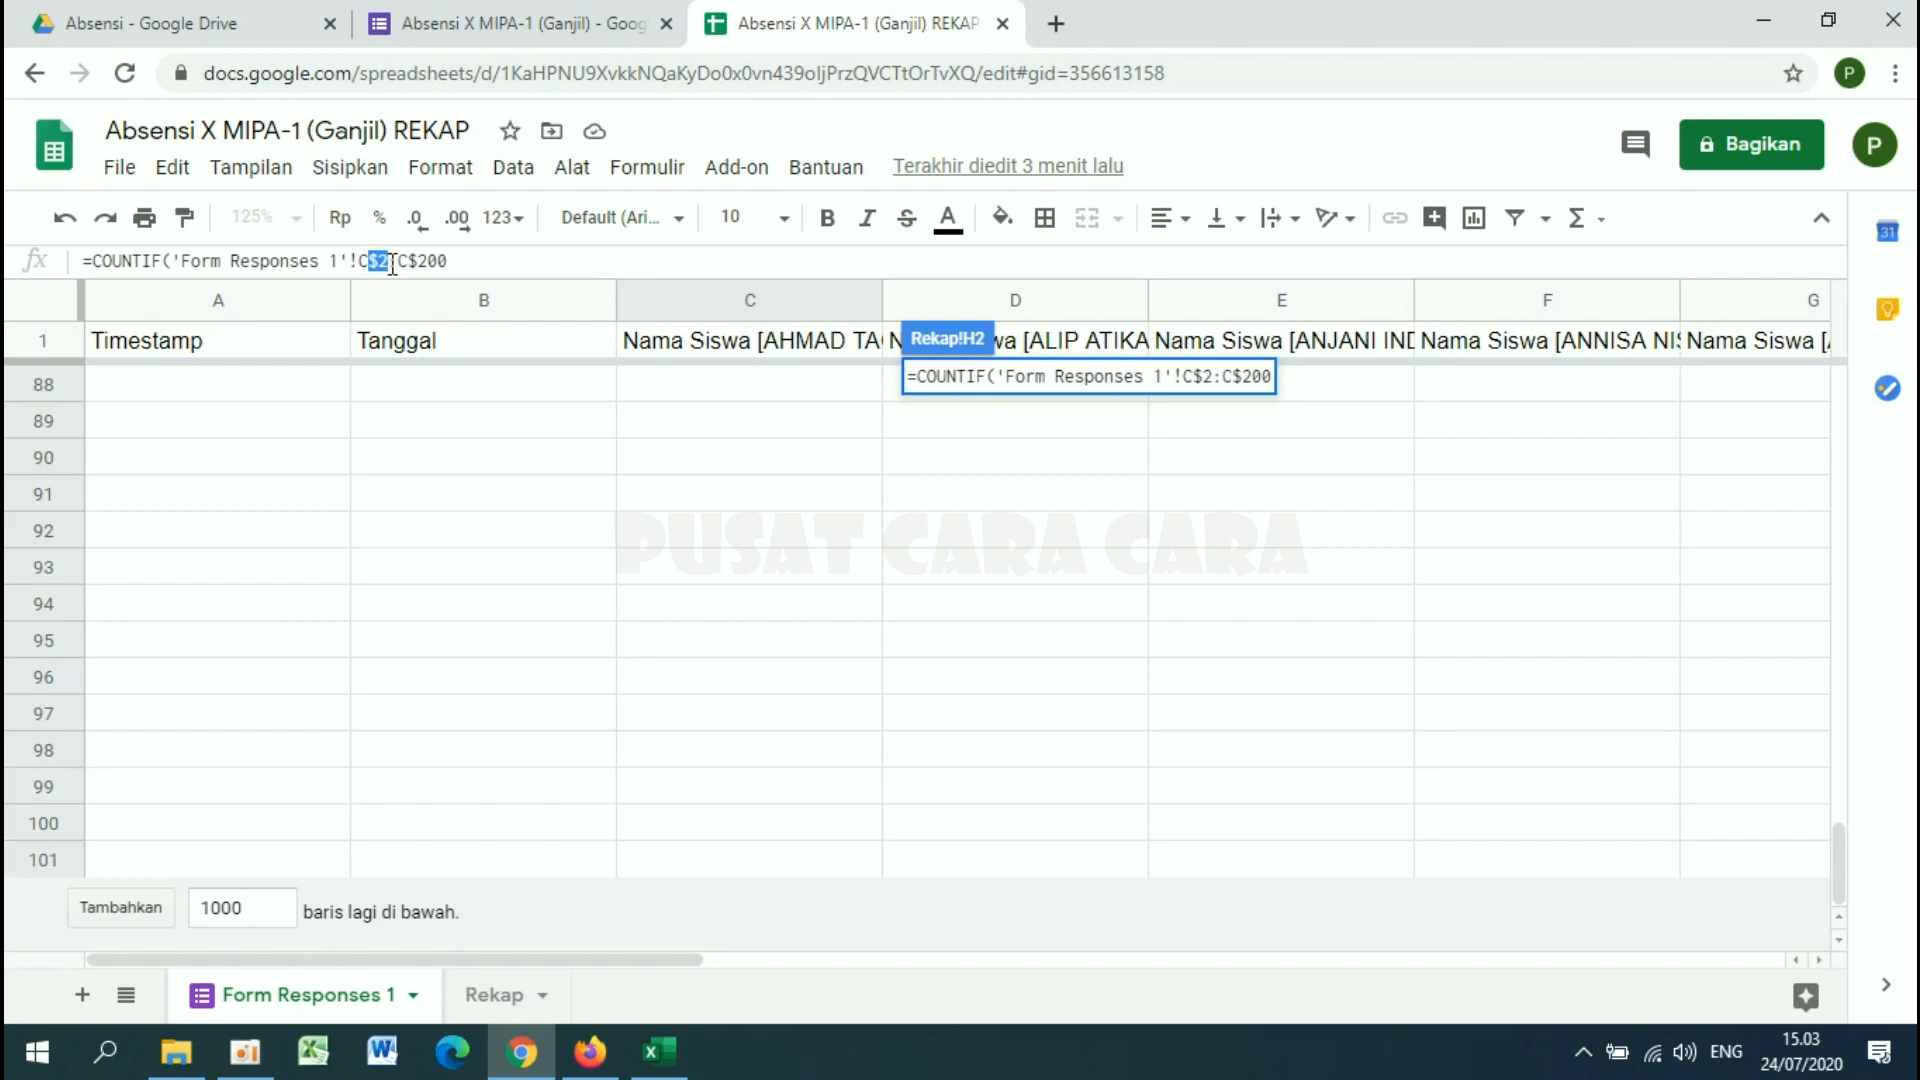 Absensi - Google Drive
Absensi X MIPA-1 (Ganjil) - Goog
Absensi X MIPA-1 (Ganjil) REKAP
docs.google.com/spreadsheets/d/1KaHPNU9XvkkNQaKyDo0x0vn439oIjPrzQVCTtOrTvXQ/edit#gid=356613158
P
Absensi X MIPA-1 (Ganjil) REKAP
File Edit Tampilan Sisipkan Format Data Alat Formulir Add-on Bantuan Terakhir diedit 3 menit lalu
Bagikan
P
125% Rp % .0 .00 123 Default (Ari... 10 B I S A
31
fx =COUNTIF('Form Responses 1'!C$2:C$200
A B C D E F G
1 Timestamp Tanggal Nama Siswa [AHMAD TA Rekap!H2 wa [ALIP ATIKA Nama Siswa [ANJANI IND Nama Siswa [ANNISA NIS Nama Siswa [
=COUNTIF('Form Responses 1'!C$2:C$200
88
89
90
91
92
93
94
95
96
97
98
99
100
101
PUSAT CARA CARA
Tambahkan 1000 baris lagi di bawah.
Form Responses 1 Rekap
ENG
15.03
24/07/2020